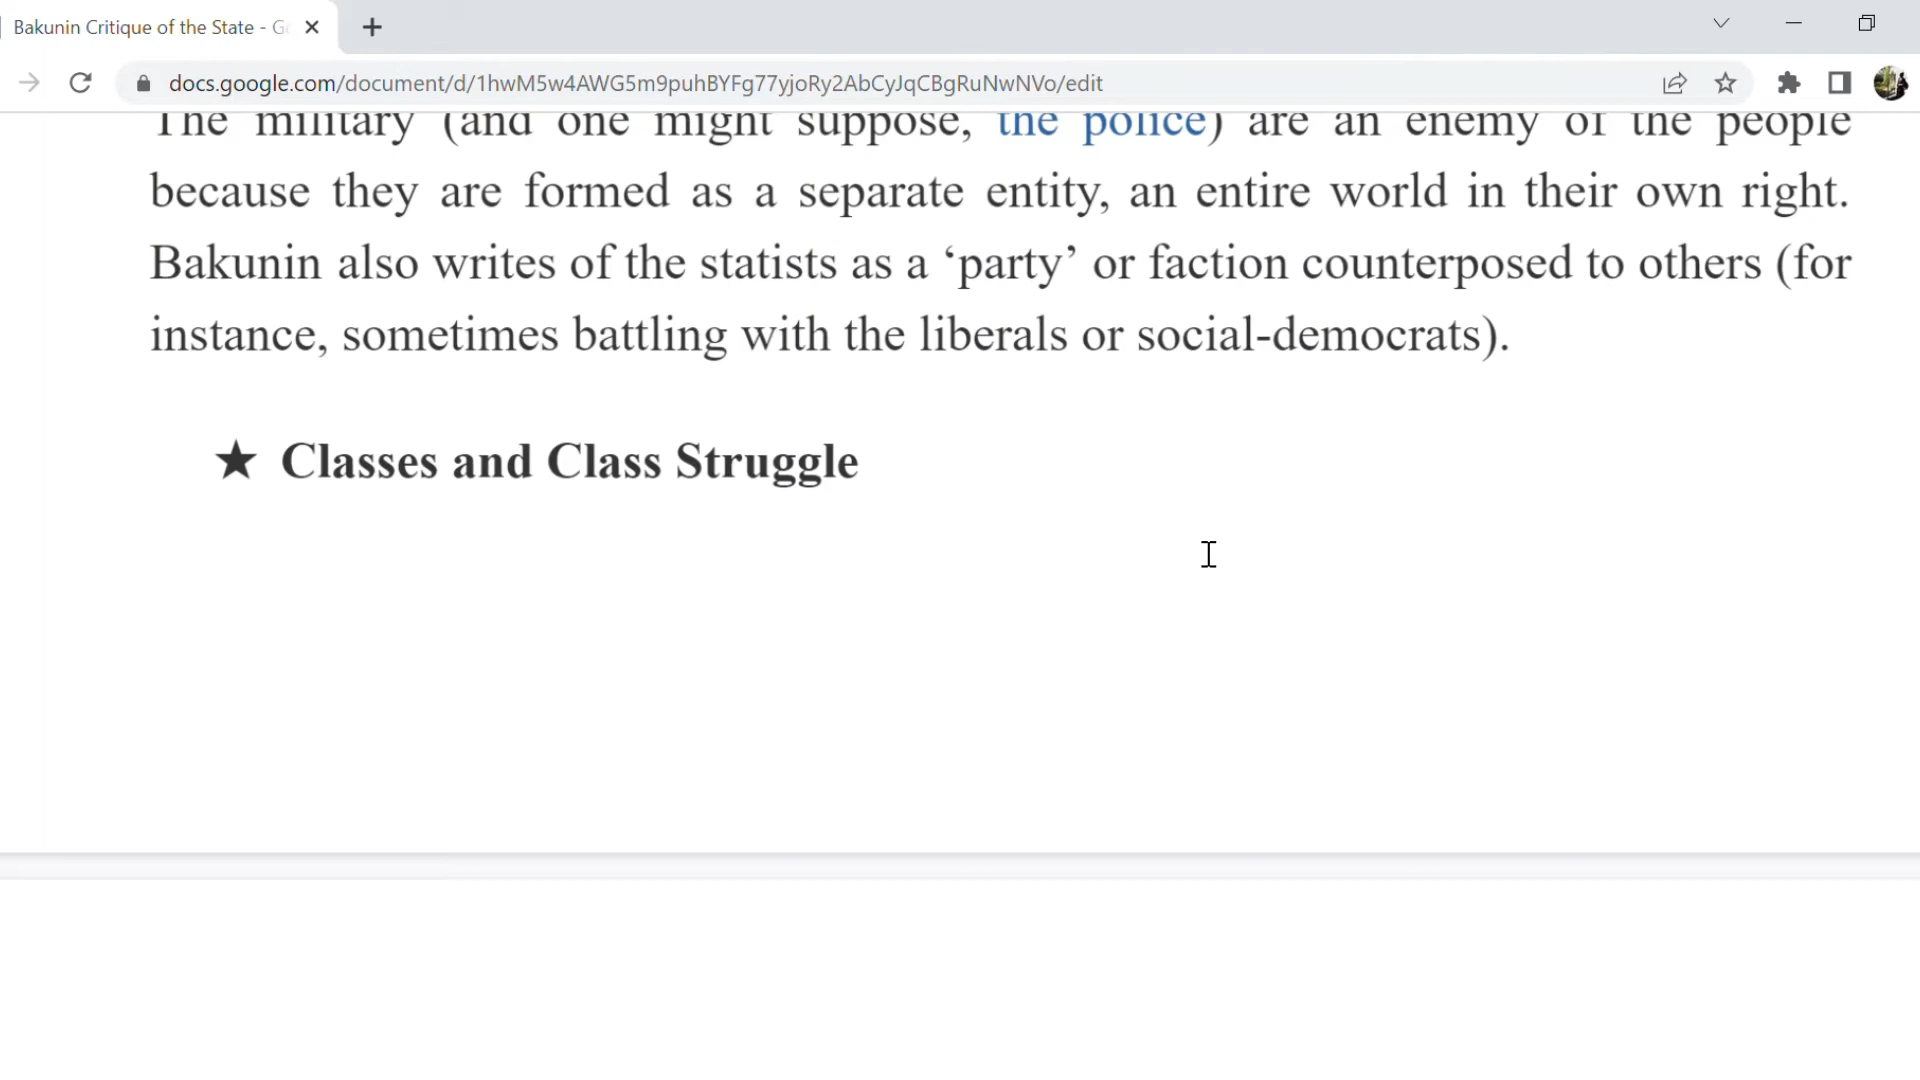 Bakunin Critique of the State - G
docs.google.com/document/d/1hwM5w4AWG5m9puhBYFg77yjoRy2AbCyJqCBgRuNwNVo/edit
The military (and one might suppose, the police) are an enemy of the people
because they are formed as a separate entity, an entire world in their own right.
Bakunin also writes of the statists as a ‘party’ or faction counterposed to others (for
instance, sometimes battling with the liberals or social-democrats).
★ Classes and Class Struggle